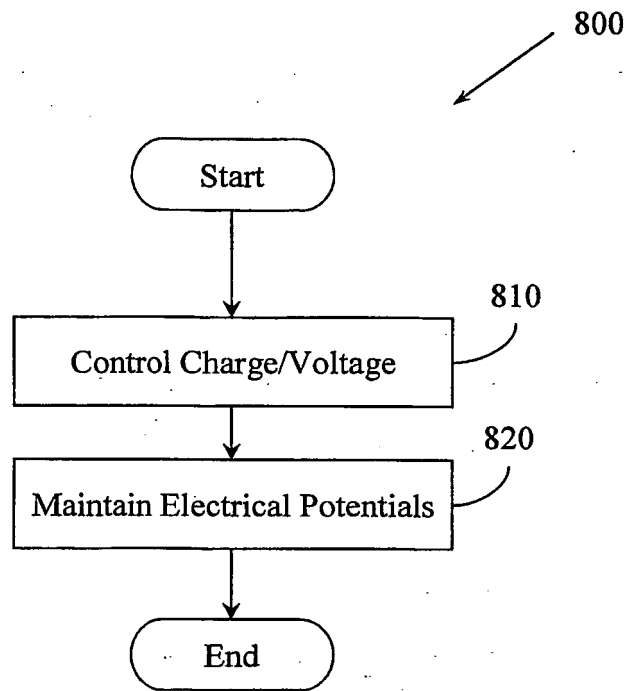 800
Start
810
Control Charge/Voltage
820
Maintain Electrical Potentials
End